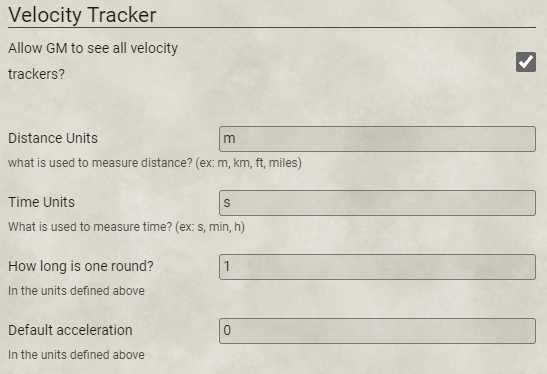 Velocity Tracker
Allow GM to see all velocity
trackers?
Distance Units
m
what is used to measure distance? (ex: m, km, ft, miles)
Time Units
s
What is used to measure time? (ex: s, min, h)
How long is one round?
1
In the units defined above
Default acceleration
0
In the units defined above